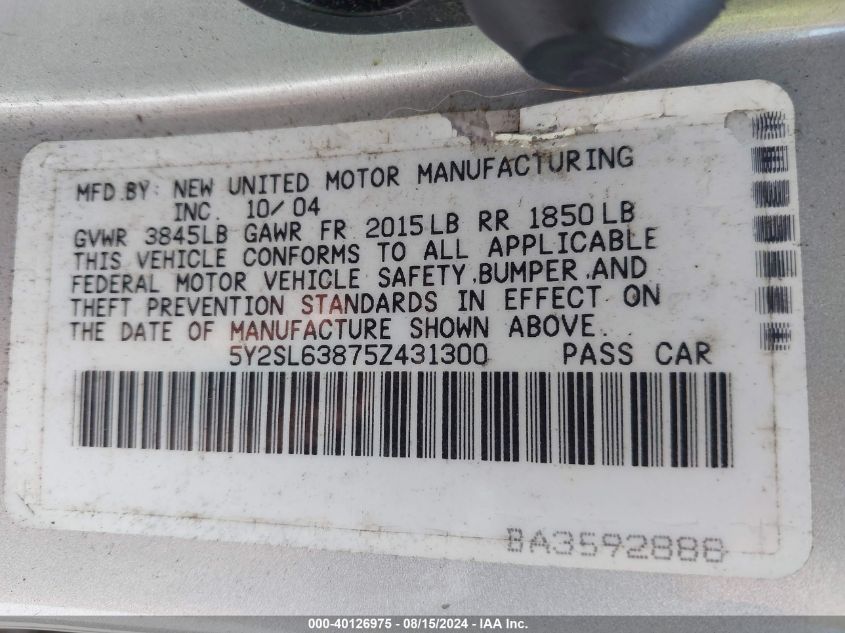 MFD.BY: NEW UNITED MOTOR MANUFACTURING
INC. 10/04
GVWR 3845LB GAWR FR 2015LB RR 1850LB
THIS VEHICLE CONFORMS TO ALL APPLICABLE
FEDERAL MOTOR VEHICLE SAFETY,BUMPER,AND
THEFT PREVENTION STANDARDS IN EFFECT ON
THE DATE OF MANUFACTURE SHOWN ABOVE.
5Y2SL63875Z431300 PASS CAR
BA3592888
000-40126975 - 08/15/2024 - IAA Inc.